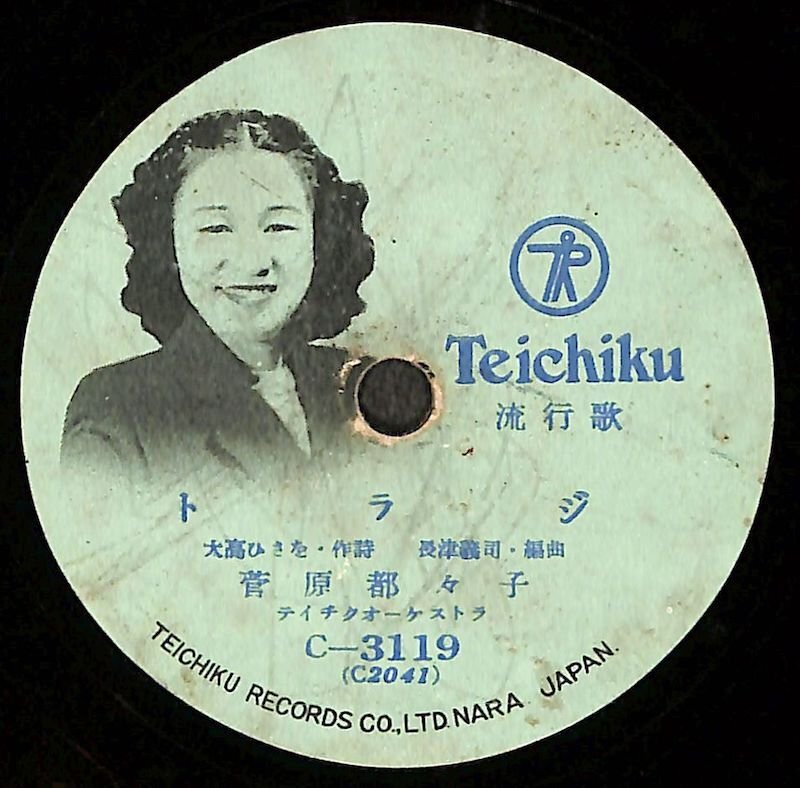 Teichiku
流行歌
トラジ
大高ひさを・作詩 長津義司・編曲
菅原都々子
テイチクオーケストラ
C—3119
(C2041)
TEICHIKU RECORDS CO.,LTD. NARA JAPAN.